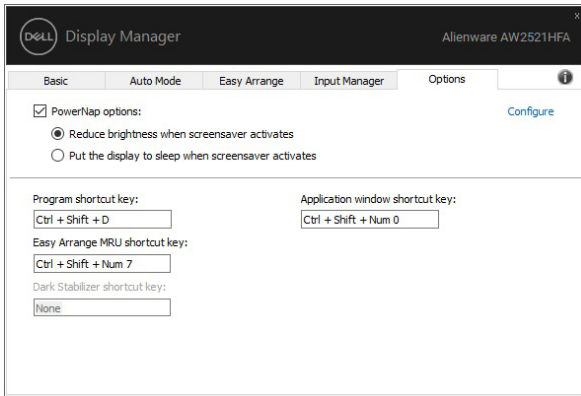 DELL Display Manager Alienware AW2521HFA
Basic Auto Mode Easy Arrange Input Manager Options
PowerNap options: Configure
Reduce brightness when screensaver activates
Put the display to sleep when screensaver activates
Program shortcut key: Application window shortcut key:
Ctrl + Shift + D Ctrl + Shift + Num 0
Easy Arrange MRU shortcut key:
Ctrl + Shift + Num 7
Dark Stabilizer shortcut key:
None